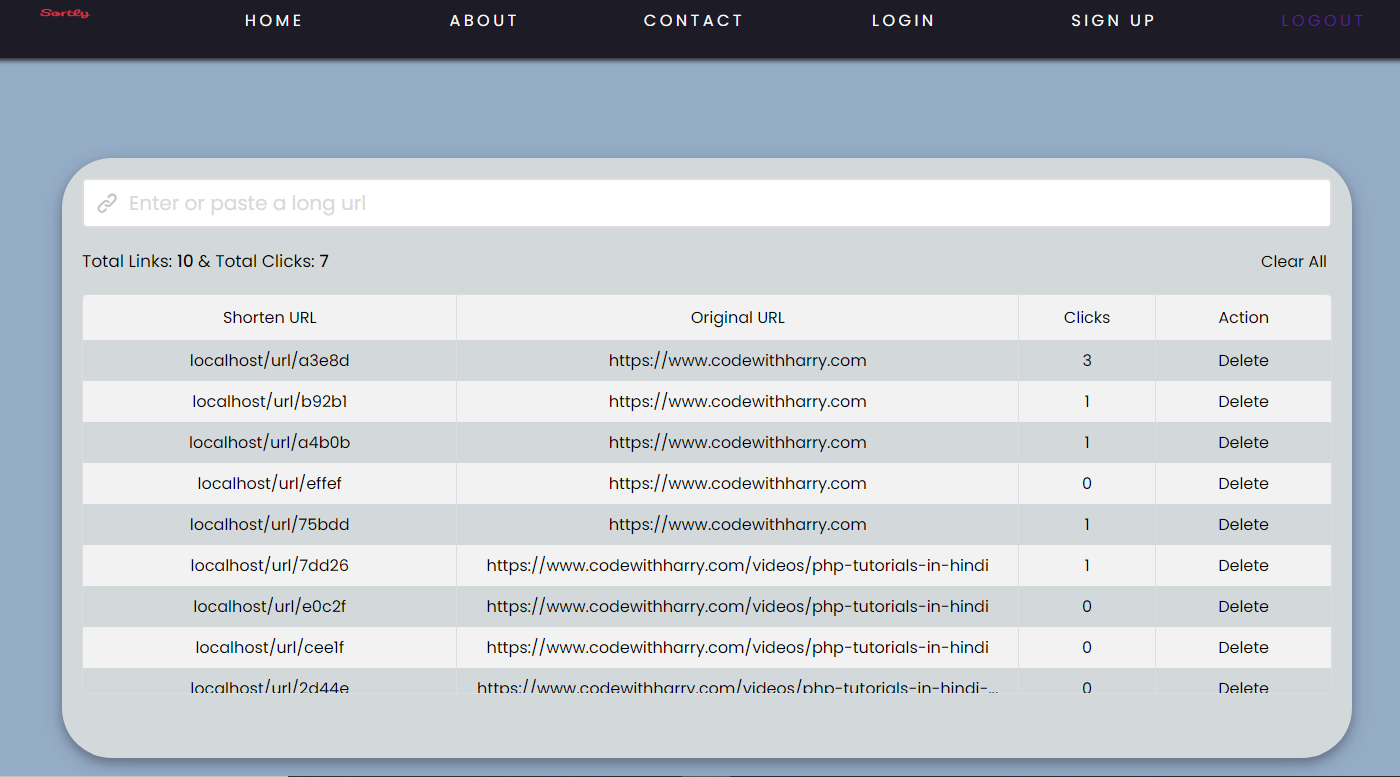 Sortly.
HOME ABOUT CONTACT LOGIN SIGN UP LOGOUT
Enter or paste a long url
Total Links: 10 & Total Clicks: 7 Clear All
Shorten URL Original URL Clicks Action
localhost/url/a3e8d https://www.codewithharry.com 3 Delete
localhost/url/b92b1 https://www.codewithharry.com 1 Delete
localhost/url/a4b0b https://www.codewithharry.com 1 Delete
localhost/url/effef https://www.codewithharry.com 0 Delete
localhost/url/75bdd https://www.codewithharry.com 1 Delete
localhost/url/7dd26 https://www.codewithharry.com/videos/php-tutorials-in-hindi 1 Delete
localhost/url/e0c2f https://www.codewithharry.com/videos/php-tutorials-in-hindi 0 Delete
localhost/url/cee1f https://www.codewithharry.com/videos/php-tutorials-in-hindi 0 Delete
localhost/url/2d44e https://www.codewithharry.com/videos/php-tutorials-in-hindi-... 0 Delete